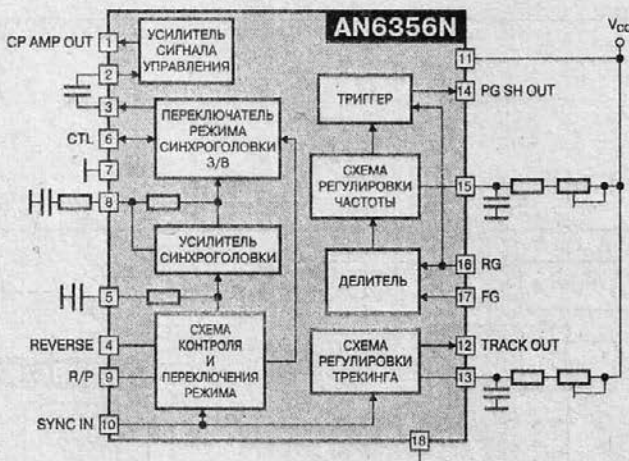 AN6356N
CP AMP OUT
1
УСИЛИТЕЛЬ
СИГНАЛА
УПРАВЛЕНИЯ
2
3
ПЕРЕКЛЮЧАТЕЛЬ
РЕЖИМА
СИНХРОГОЛОВКИ
З/В
CTL
6
7
8
УСИЛИТЕЛЬ
СИНХРОГОЛОВКИ
5
REVERSE
4
R/P
9
СХЕМА
КОНТРОЛЯ
И
ПЕРЕКЛЮЧЕНИЯ
РЕЖИМА
SYNC IN
10
VCC
11
ТРИГГЕР
14
PG SH OUT
СХЕМА
РЕГУЛИРОВКИ
ЧАСТОТЫ
15
ДЕЛИТЕЛЬ
16
RG
17
FG
СХЕМА
РЕГУЛИРОВКИ
ТРЕКИНГА
12
TRACK OUT
13
18